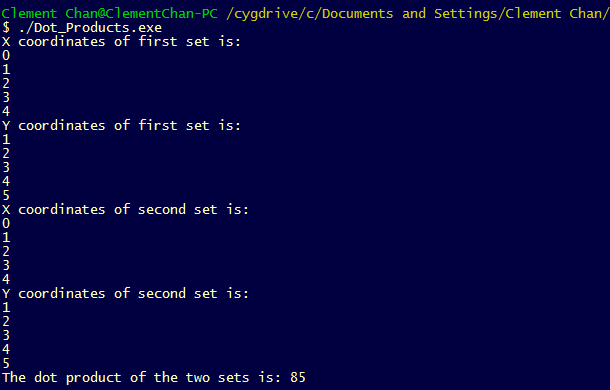 Clement Chan@ClementChan-PC /cygdrive/c/Documents and Settings/Clement Chan/
$ ./Dot_Products.exe
X coordinates of first set is:
0
1
2
3
4
Y coordinates of first set is:
1
2
3
4
5
X coordinates of second set is:
0
1
2
3
4
Y coordinates of second set is:
1
2
3
4
5
The dot product of the two sets is: 85